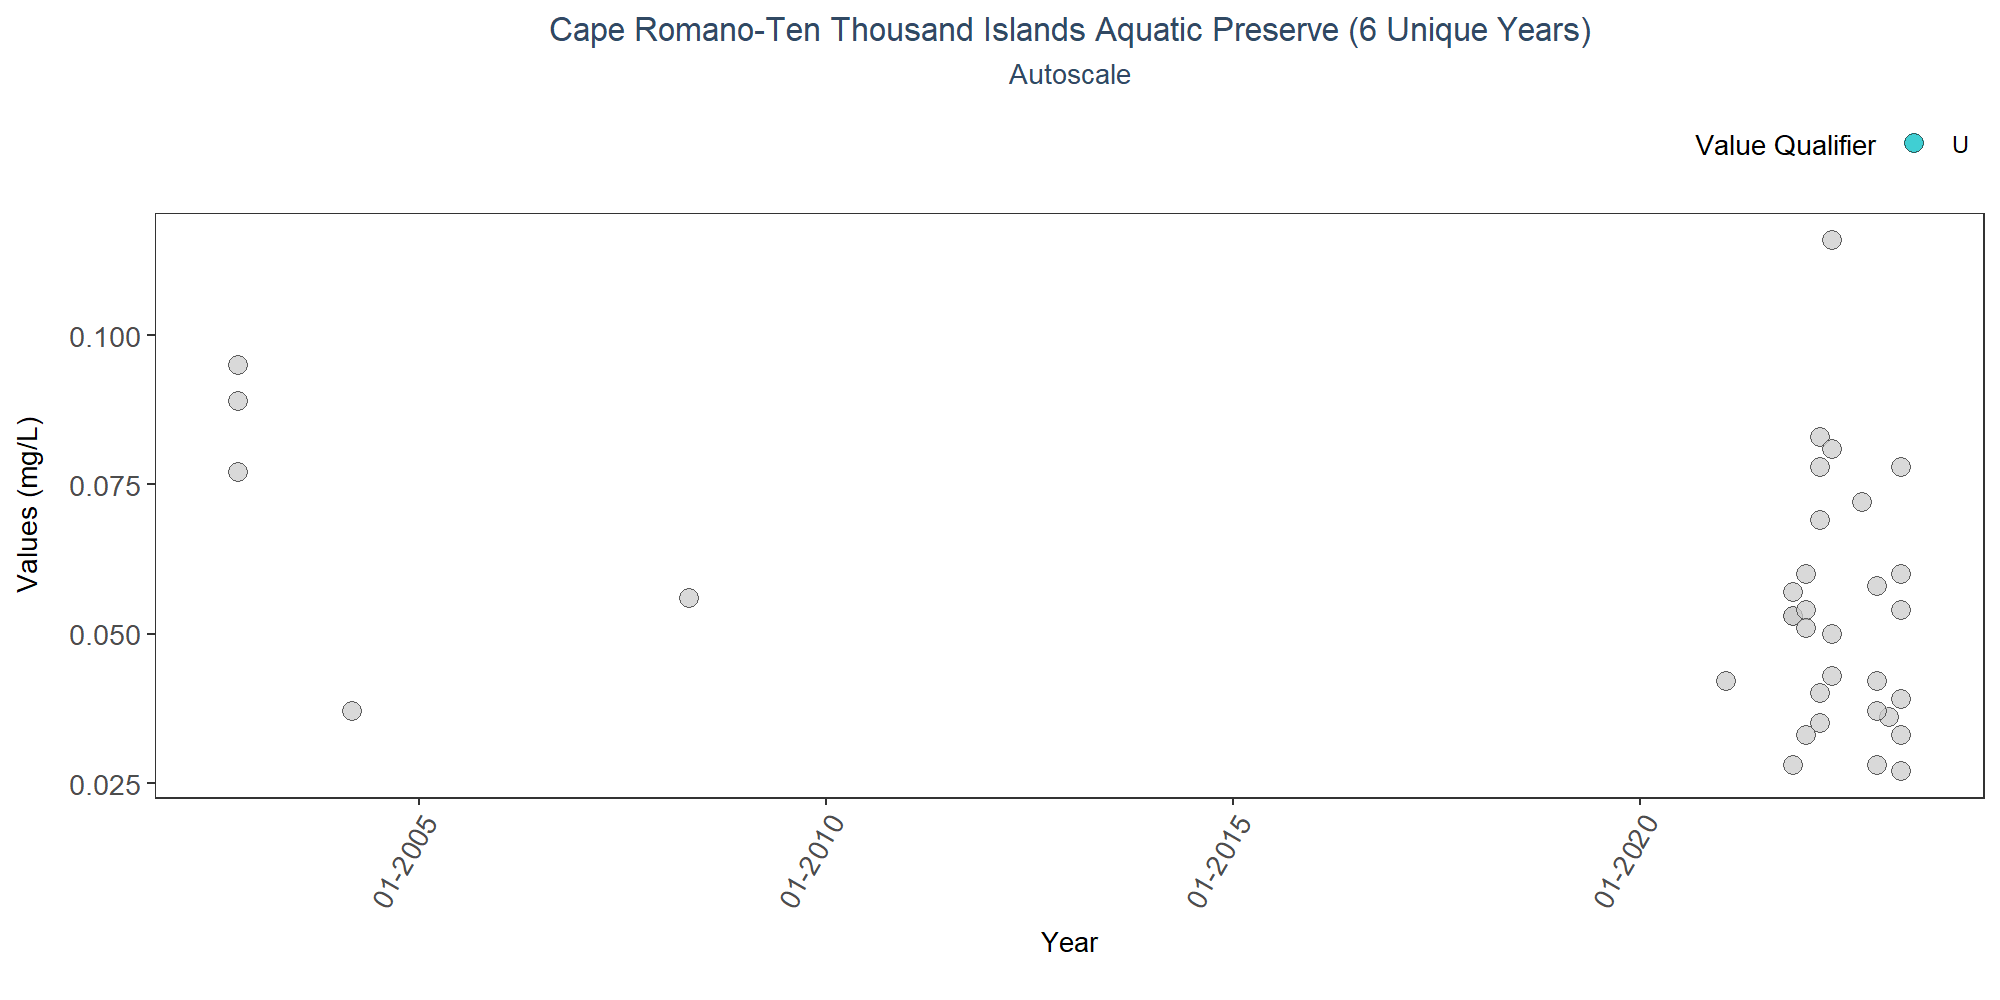 Cape Romano-Ten Thousand Islands Aquatic Preserve (6 Unique Years)
Autoscale
Value Qualifier U
Values (mg/L)
0.100
0.075
0.050
0.025
01-2005 01-2010 01-2015 01-2020
Year